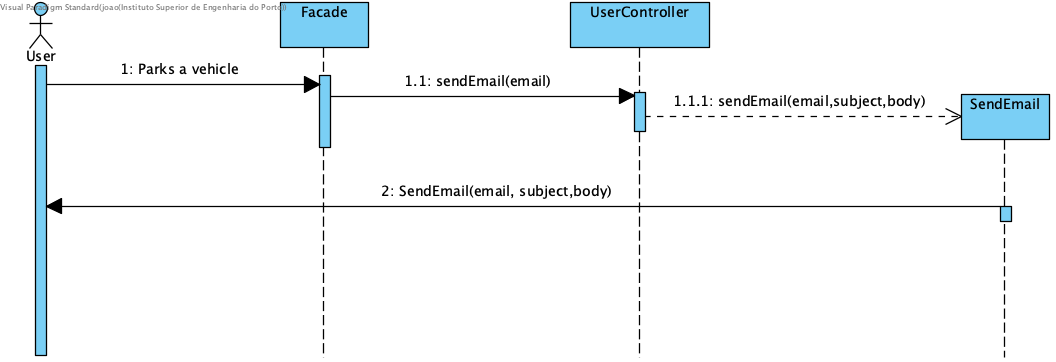 Visual Paradigm Standard(joao(Instituto Superior de Engenharia do Porto))
Facade
UserController
User
1: Parks a vehicle
1.1: sendEmail(email)
1.1.1: sendEmail(email,subject,body)
SendEmail
2: SendEmail(email, subject,body)